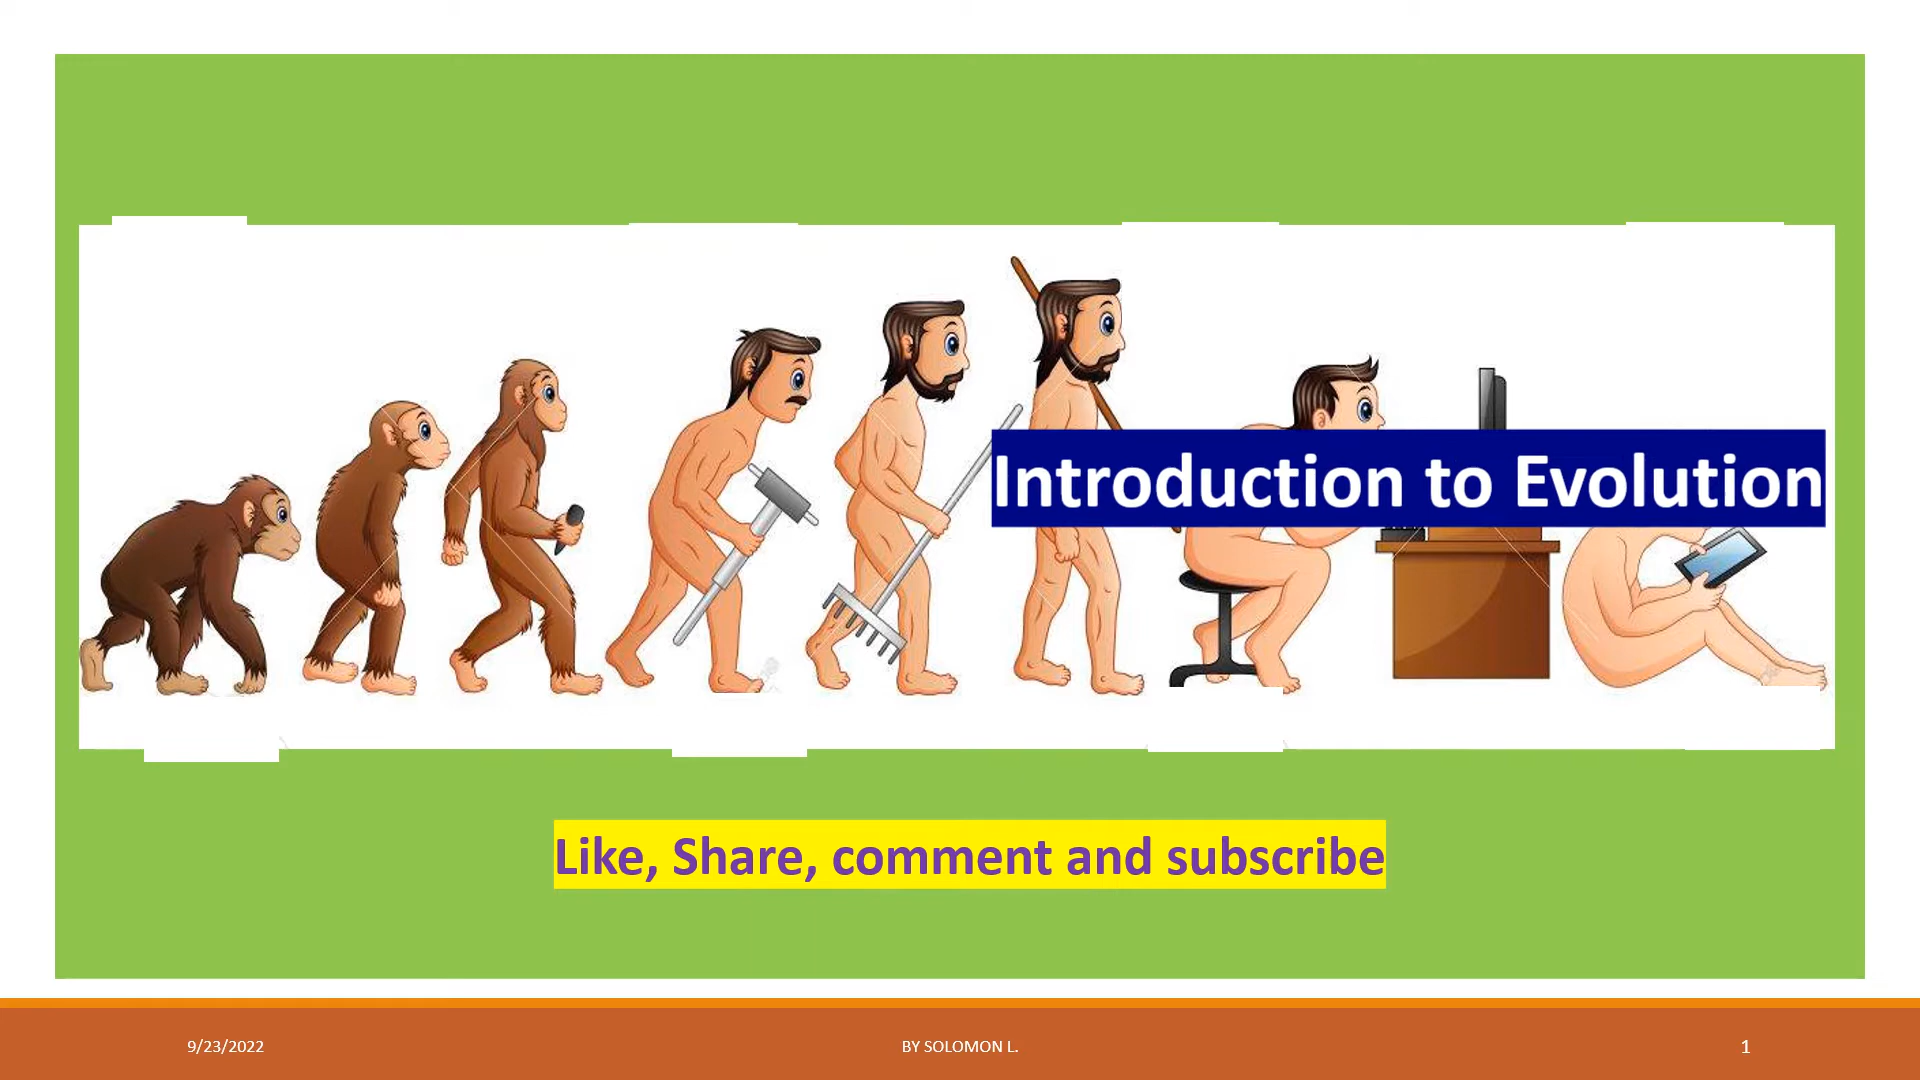 Introduction to Evolution
Like, Share, comment and subscribe
9/23/2022
BY SOLOMON L.
1